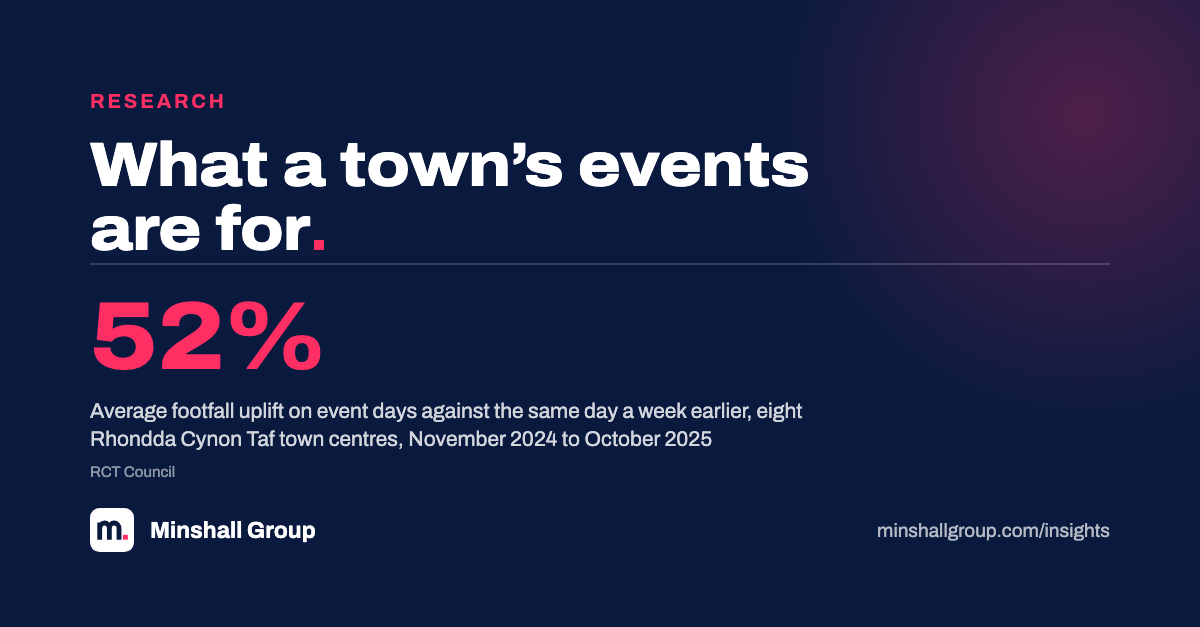 RESEARCH
What a town’s events
are for.
52%
Average footfall uplift on event days against the same day a week earlier, eight
Rhondda Cynon Taf town centres, November 2024 to October 2025
RCT Council
m.
Minshall Group
minshallgroup.com/insights